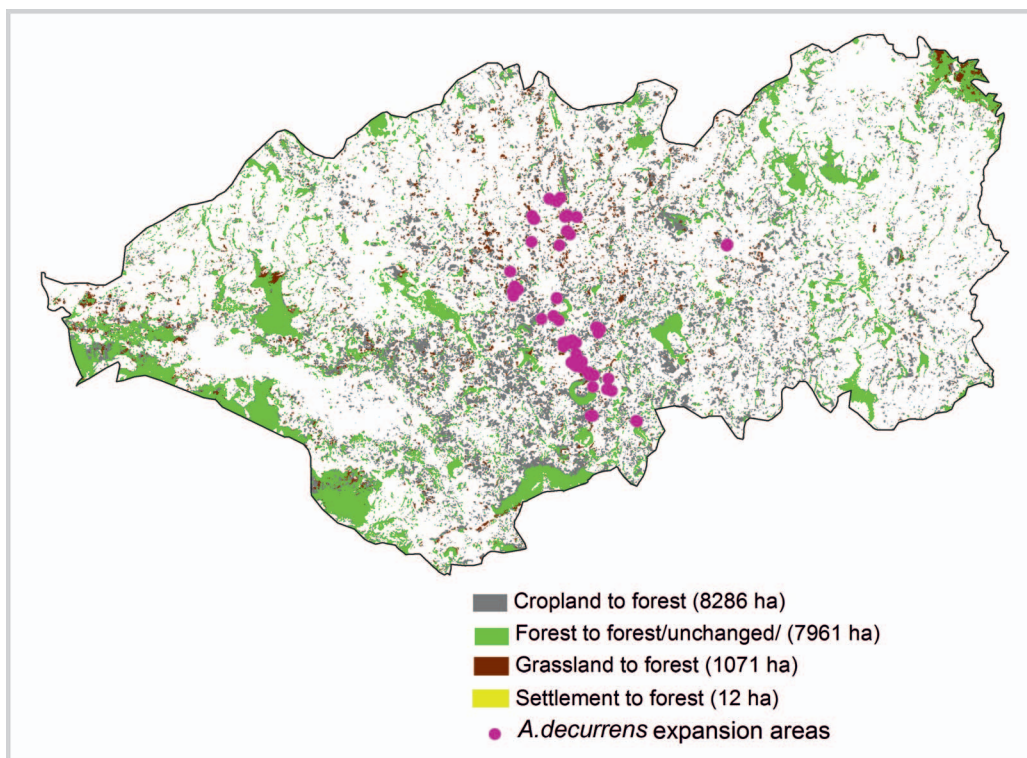 Cropland to forest (8286 ha)
Forest to forest/unchanged/ (7961 ha)
Grassland to forest (1071 ha)
Settlement to forest (12 ha)
A.decurrens expansion areas